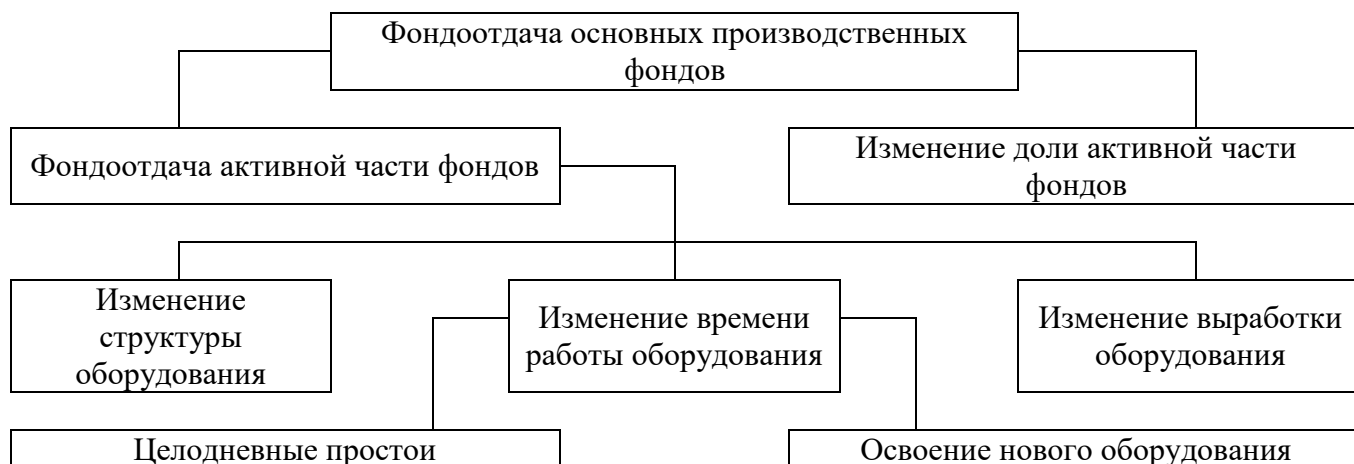 Фондоотдача основных производственных
фондов
Фондоотдача активной части фондов
Изменение доли активной части
фондов
Изменение
структуры
оборудования
Изменение времени
работы оборудования
Изменение выработки
оборудования
Целодневные простои
Освоение нового оборудования